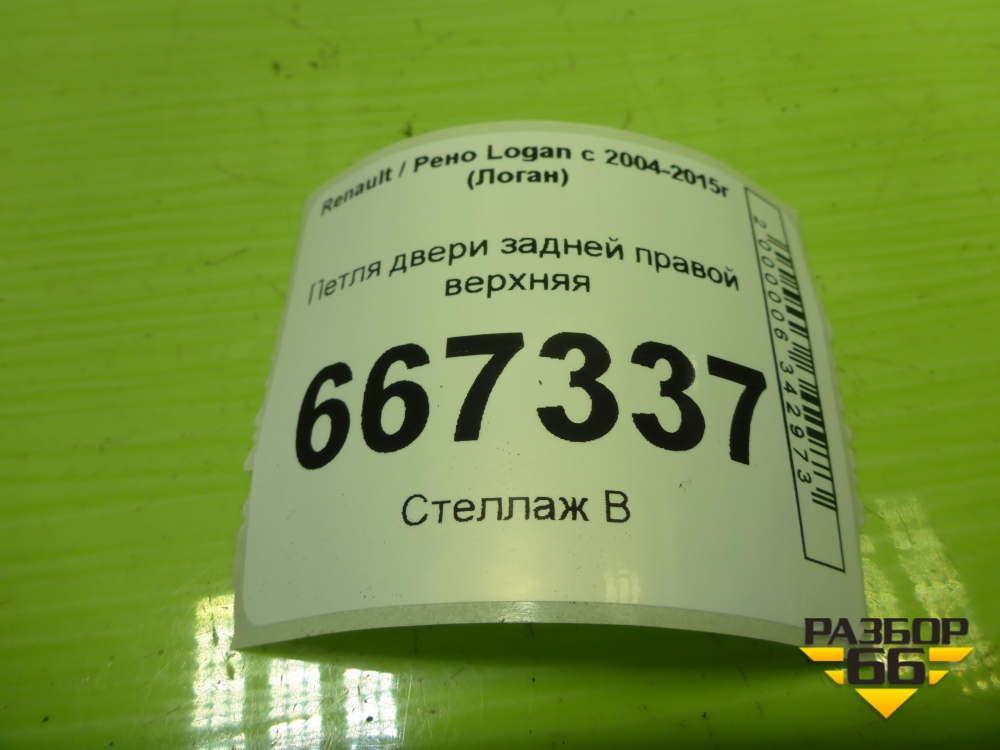 Renault / Рено Logan с 2004-2015г
(Логан)
Петля двери задней правой
верхняя
667337
Стеллаж В
2000006342973
РАЗБОР
66